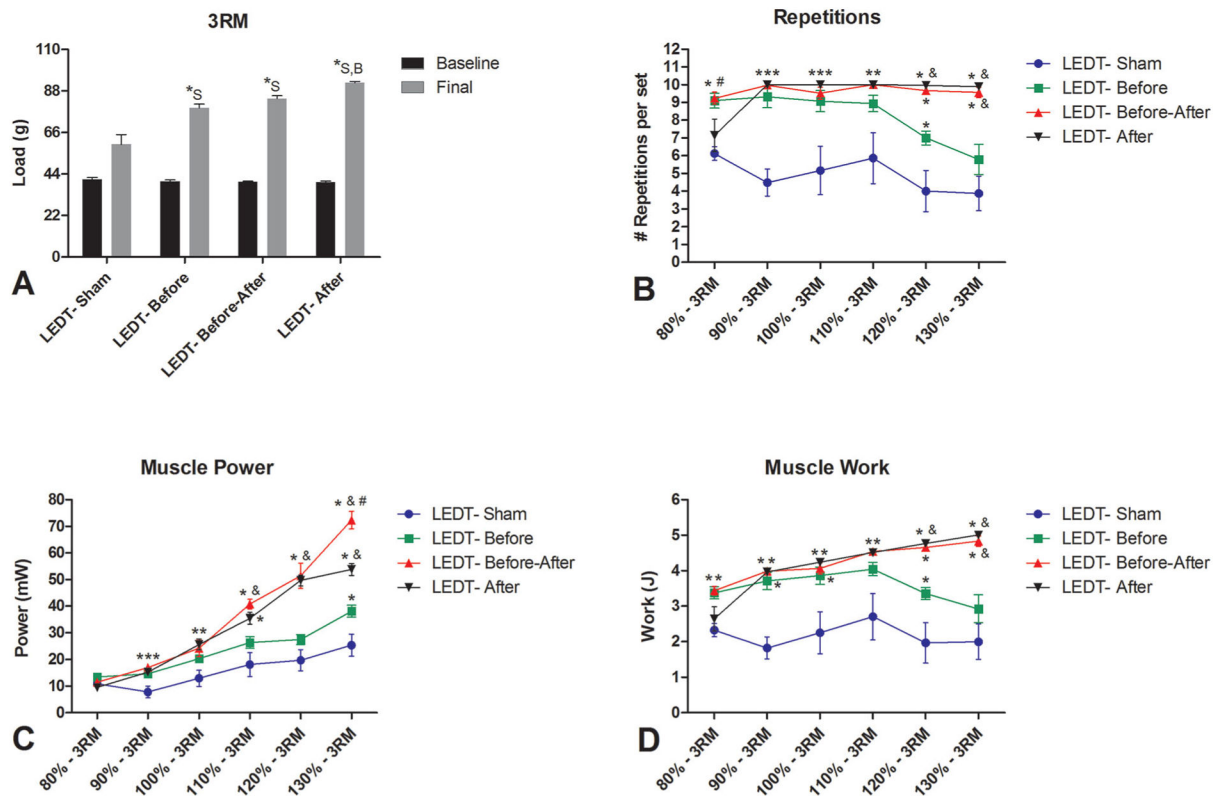 3RM
110
88
66
44
22
0
Load (g)
Baseline
Final
*S
*S
*S,B
LEDT- Sham
LEDT- Before
LEDT- Before-After
LEDT- After
A
Repetitions
12
11
10
9
8
7
6
5
4
3
2
1
0
# Repetitions per set
* #
***
***
**
* &
*
*
* &
* &
LEDT- Sham
LEDT- Before
LEDT- Before-After
LEDT- After
80% - 3RM
90% - 3RM
100% - 3RM
110% - 3RM
120% - 3RM
130% - 3RM
B
Muscle Power
80
70
60
50
40
30
20
10
0
Power (mW)
***
**
* &
*
* &
* & #
* &
*
LEDT- Sham
LEDT- Before
LEDT- Before-After
LEDT- After
80% - 3RM
90% - 3RM
100% - 3RM
110% - 3RM
120% - 3RM
130% - 3RM
C
Muscle Work
6
5
4
3
2
1
0
Work (J)
**
**
*
**
*
**
* &
*
*
* &
* &
LEDT- Sham
LEDT- Before
LEDT- Before-After
LEDT- After
80% - 3RM
90% - 3RM
100% - 3RM
110% - 3RM
120% - 3RM
130% - 3RM
D